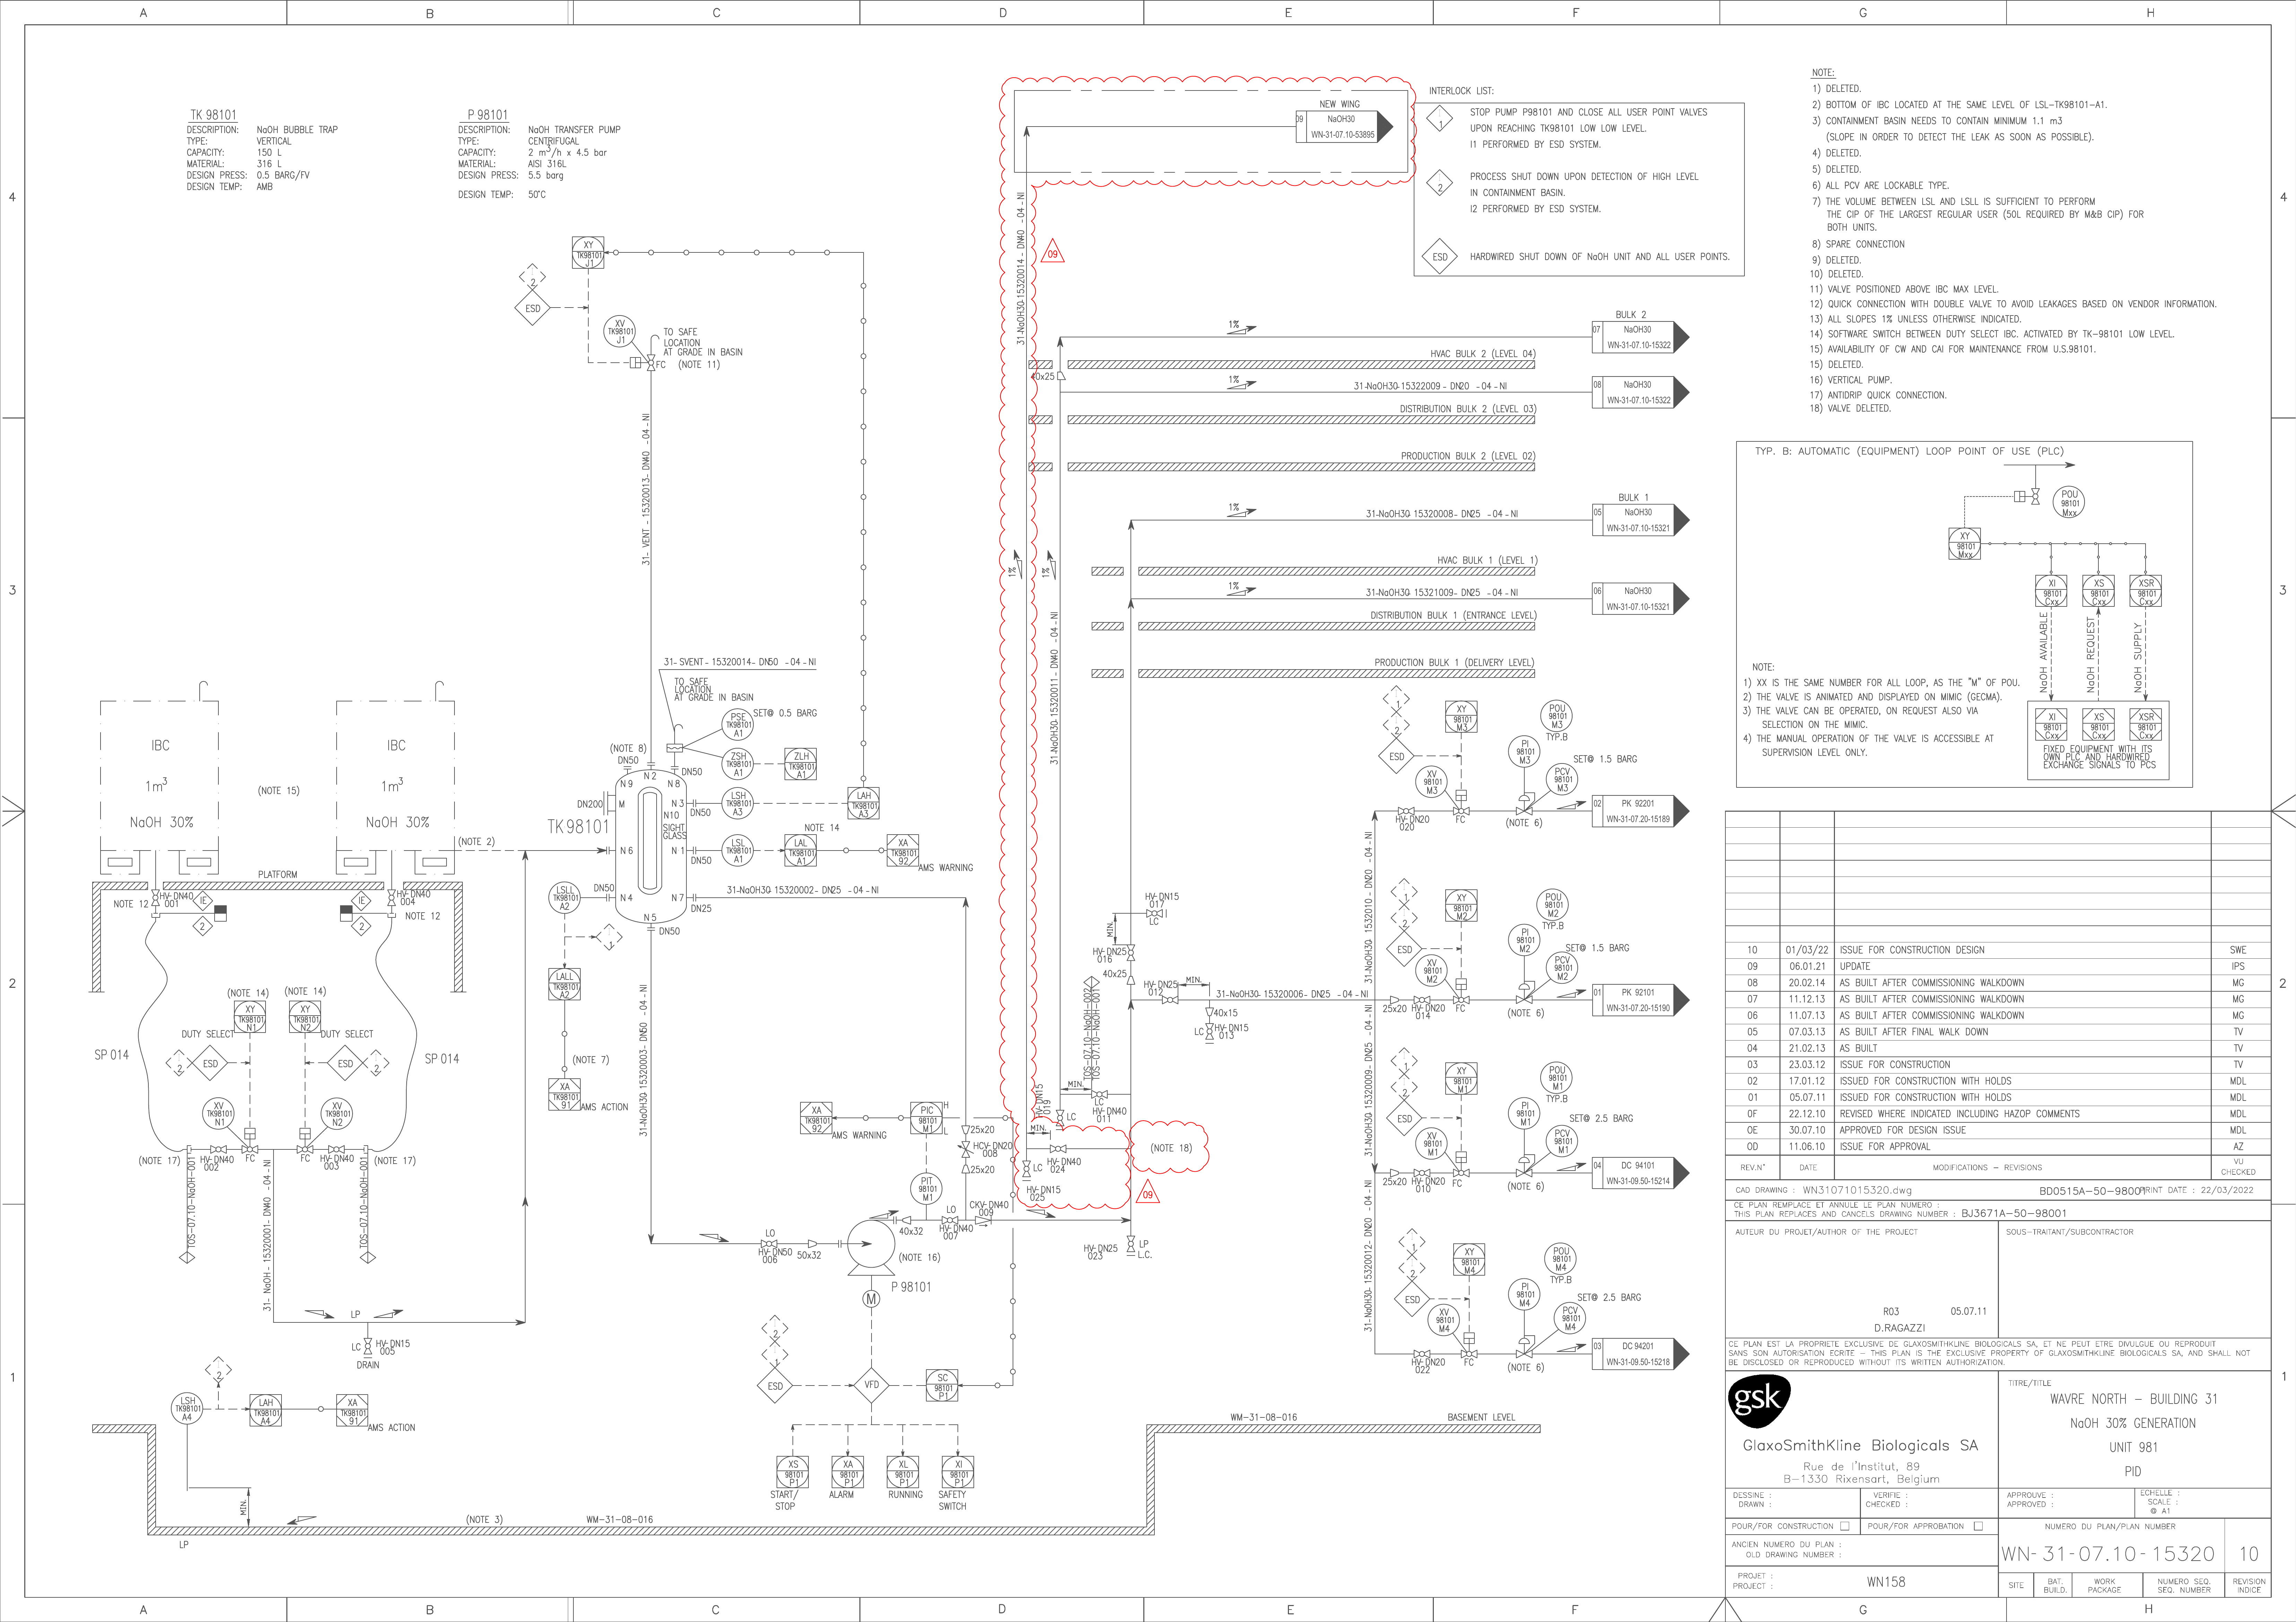 A
B
C
D
E
F
G
H
4
3
2
1
TK 98101
DESCRIPTION: NaOH BUBBLE TRAP
TYPE: VERTICAL
CAPACITY: 150 L
MATERIAL: 316 L
DESIGN PRESS: 0.5 BARG/FV
DESIGN TEMP: AMB
P 98101
DESCRIPTION: NaOH TRANSFER PUMP
TYPE: CENTRIFUGAL
CAPACITY: 2 m3/h x 4.5 bar
MATERIAL: AISI 316L
DESIGN PRESS: 5.5 barg
DESIGN TEMP: 50°C
NEW WING
09 NaOH30
WN-31-07.10-53895
INTERLOCK LIST:
1 STOP PUMP P98101 AND CLOSE ALL USER POINT VALVES
UPON REACHING TK98101 LOW LOW LEVEL.
I1 PERFORMED BY ESD SYSTEM.
2 PROCESS SHUT DOWN UPON DETECTION OF HIGH LEVEL
IN CONTAINMENT BASIN.
I2 PERFORMED BY ESD SYSTEM.
ESD HARDWIRED SHUT DOWN OF NaOH UNIT AND ALL USER POINTS.
NOTE:
1) DELETED.
2) BOTTOM OF IBC LOCATED AT THE SAME LEVEL OF LSL-TK98101-A1.
3) CONTAINMENT BASIN NEEDS TO CONTAIN MINIMUM 1.1 m3
(SLOPE IN ORDER TO DETECT THE LEAK AS SOON AS POSSIBLE).
4) DELETED.
5) DELETED.
6) ALL PCV ARE LOCKABLE TYPE.
7) THE VOLUME BETWEEN LSL AND LSLL IS SUFFICIENT TO PERFORM
THE CIP OF THE LARGEST REGULAR USER (50L REQUIRED BY M&B CIP) FOR
BOTH UNITS.
8) SPARE CONNECTION
9) DELETED.
10) DELETED.
11) VALVE POSITIONED ABOVE IBC MAX LEVEL.
12) QUICK CONNECTION WITH DOUBLE VALVE TO AVOID LEAKAGES BASED ON VENDOR INFORMATION.
13) ALL SLOPES 1% UNLESS OTHERWISE INDICATED.
14) SOFTWARE SWITCH BETWEEN DUTY SELECT IBC. ACTIVATED BY TK-98101 LOW LEVEL.
15) AVAILABILITY OF CW AND CAI FOR MAINTENANCE FROM U.S.98101.
15) DELETED.
16) VERTICAL PUMP.
17) ANTIDRIP QUICK CONNECTION.
18) VALVE DELETED.
XY
TK98101
J1
2
ESD
XV
TK98101
J1
TO SAFE
LOCATION
AT GRADE IN BASIN
FC (NOTE 11)
31- VENT - 15320013- DN40 -04-NI
31-NaOH30-15320014- DN40 -04-NI
09
1%
BULK 2
07 NaOH30
WN-31-07.10-15322
HVAC BULK 2 (LEVEL 04)
40x25
1%
31-NaOH30-15322009- DN20 -04-NI
08 NaOH30
WN-31-07.10-15322
DISTRIBUTION BULK 2 (LEVEL 03)
PRODUCTION BULK 2 (LEVEL 02)
BULK 1
1%
31-NaOH30-15320008- DN25 -04-NI
05 NaOH30
WN-31-07.10-15321
HVAC BULK 1 (LEVEL 1)
1%
1%
1%
31-NaOH30-15321009- DN25 -04-NI
06 NaOH30
WN-31-07.10-15321
DISTRIBUTION BULK 1 (ENTRANCE LEVEL)
PRODUCTION BULK 1 (DELIVERY LEVEL)
31-NaOH30-15320011- DN40 -04-NI
TYP. B: AUTOMATIC (EQUIPMENT) LOOP POINT OF USE (PLC)
POU
98101
Mxx
XY
98101
Mxx
XI
98101
Cxx
XS
98101
Cxx
XSR
98101
Cxx
NaOH AVAILABLE
NaOH REQUEST
NaOH SUPPLY
XI
98101
Cxx
XS
98101
Cxx
XSR
98101
Cxx
FIXED EQUIPMENT WITH ITS
OWN PLC AND HARDWIRED
EXCHANGE SIGNALS TO PCS
NOTE:
1) XX IS THE SAME NUMBER FOR ALL LOOP, AS THE "M" OF POU.
2) THE VALVE IS ANIMATED AND DISPLAYED ON MIMIC (GECMA).
3) THE VALVE CAN BE OPERATED, ON REQUEST ALSO VIA
SELECTION ON THE MIMIC.
4) THE MANUAL OPERATION OF THE VALVE IS ACCESSIBLE AT
SUPERVISION LEVEL ONLY.
31- SVENT- 15320014- DN50 -04-NI
TO SAFE
LOCATION
AT GRADE IN BASIN
PSE
TK98101
A1
SET@ 0.5 BARG
(NOTE 8)
DN50
ZSH
TK98101
A1
ZLH
TK98101
A1
N 2
DN50
N 9
N 8
DN200
M
N 3
DN50
LSH
TK98101
A3
LAH
TK98101
A3
TK98101
N10
SIGHT
GLASS
NOTE 14
N 6
N 1
DN50
LSL
TK98101
A1
LAL
TK98101
A1
XA
TK98101
92
AMS WARNING
LSLL
TK98101
A2
DN50
N 4
N 7
DN25
31-NaOH30-15320002- DN25 -04-NI
N 5
DN50
1
LALL
TK98101
A2
(NOTE 7)
XA
TK98101
91
AMS ACTION
31-NaOH30-15320003- DN50 -04-NI
IBC
1m3
NaOH 30%
(NOTE 15)
IBC
1m3
NaOH 30%
(NOTE 2)
PLATFORM
NOTE 12
HV-DN40
001
IE
2
HV-DN40
004
IE
2
NOTE 12
SP 014
SP 014
(NOTE 14)
(NOTE 14)
XY
TK98101
N1
XY
TK98101
N2
DUTY SELECT
DUTY SELECT
2
ESD
ESD
2
XV
TK98101
N1
XV
TK98101
N2
(NOTE 17)
HV-DN40
002
FC
FC
HV-DN40
003
(NOTE 17)
TOS-07.10-NaOH-001
TOS-07.10-NaOH-001
31- NaOH - 15320001- DN40 -04-NI
LP
LC
HV-DN15
005
DRAIN
2
LSH
TK98101
A4
LAH
TK98101
A4
XA
TK98101
91
AMS ACTION
MIN.
LP
(NOTE 3)
WM-31-08-016
WM-31-08-016
BASEMENT LEVEL
XA
TK98101
92
AMS WARNING
PIC
98101
M1
H
L
PIT
98101
M1
25x20
HCV-DN20
008
25x20
LO
HV-DN50
006
50x32
40x32
LO
HV-DN40
007
CKV-DN40
009
(NOTE 16)
P 98101
M
2
1
ESD
VFD
SC
98101
P1
XS
98101
P1
START/
STOP
XA
98101
P1
ALARM
XL
98101
P1
RUNNING
XI
98101
P1
SAFETY
SWITCH
HV-DN15
017
LC
MIN.
HV-DN25
016
40x25
TOS-07.10-NaOH-002
TOS-07.10-NaOH-001
HV-DN15
019
LC
MIN.
LC
HV-DN40
011
MIN.
HV-DN40
024
LC
HV-DN15
025
(NOTE 18)
09
HV-DN25
023
LP
L.C.
HV-DN25
012
MIN.
31-NaOH30-15320006- DN25 -04-NI
40x15
LC
HV-DN15
013
31-NaOH30- 15320010- DN20 -04-NI
31-NaOH30-15320009- DN25 -04-NI
31-NaOH30- 15320012- DN20 -04-NI
1
2
ESD
XY
98101
M3
POU
98101
M3
TYP.B
PI
98101
M3
SET@ 1.5 BARG
XV
98101
M3
PCV
98101
M3
HV-DN20
020
FC
(NOTE 6)
02 PK 92201
WN-31-07.20-15189
1
2
ESD
XY
98101
M2
POU
98101
M2
TYP.B
PI
98101
M2
SET@ 1.5 BARG
XV
98101
M2
PCV
98101
M2
25x20
HV-DN20
014
FC
(NOTE 6)
01 PK 92101
WN-31-07.20-15190
1
2
ESD
XY
98101
M1
POU
98101
M1
TYP.B
PI
98101
M1
SET@ 2.5 BARG
XV
98101
M1
PCV
98101
M1
25x20
HV-DN20
010
FC
(NOTE 6)
04 DC 94101
WN-31-09.50-15214
1
2
ESD
XY
98101
M4
POU
98101
M4
TYP.B
PI
98101
M4
SET@ 2.5 BARG
XV
98101
M4
PCV
98101
M4
HV-DN20
022
FC
(NOTE 6)
03 DC 94201
WN-31-09.50-15218
10 01/03/22 ISSUE FOR CONSTRUCTION DESIGN SWE
09 06.01.21 UPDATE IPS
08 20.02.14 AS BUILT AFTER COMMISSIONING WALKDOWN MG
07 11.12.13 AS BUILT AFTER COMMISSIONING WALKDOWN MG
06 11.07.13 AS BUILT AFTER COMMISSIONING WALKDOWN MG
05 07.03.13 AS BUILT AFTER FINAL WALK DOWN TV
04 21.02.13 AS BUILT TV
03 23.03.12 ISSUE FOR CONSTRUCTION TV
02 17.01.12 ISSUED FOR CONSTRUCTION WITH HOLDS MDL
01 05.07.11 ISSUED FOR CONSTRUCTION WITH HOLDS MDL
0F 22.12.10 REVISED WHERE INDICATED INCLUDING HAZOP COMMENTS MDL
0E 30.07.10 APPROVED FOR DESIGN ISSUE MDL
0D 11.06.10 ISSUE FOR APPROVAL AZ
REV.N° DATE MODIFICATIONS – REVISIONS VU
CHECKED
CAD DRAWING : WN31071015320.dwg BD0515A-50-98001 PRINT DATE : 22/03/2022
CE PLAN REMPLACE ET ANNULE LE PLAN NUMERO :
THIS PLAN REPLACES AND CANCELS DRAWING NUMBER : BJ3671A-50-98001
AUTEUR DU PROJET/AUTHOR OF THE PROJECT
SOUS-TRAITANT/SUBCONTRACTOR
R03 05.07.11
D.RAGAZZI
CE PLAN EST LA PROPRIETE EXCLUSIVE DE GLAXOSMITHKLINE BIOLOGICALS SA, ET NE PEUT ETRE DIVULGUE OU REPRODUIT
SANS SON AUTORISATION ECRITE – THIS PLAN IS THE EXCLUSIVE PROPERTY OF GLAXOSMITHKLINE BIOLOGICALS SA, AND SHALL NOT
BE DISCLOSED OR REPRODUCED WITHOUT ITS WRITTEN AUTHORIZATION.
gsk
GlaxoSmithKline Biologicals SA
Rue de l'Institut, 89
B-1330 Rixensart, Belgium
TITRE/TITLE
WAVRE NORTH – BUILDING 31
NaOH 30% GENERATION
UNIT 981
PID
DESSINE :
DRAWN :
VERIFIE :
CHECKED :
APPROUVE :
APPROVED :
ECHELLE :
SCALE :
@ A1
POUR/FOR CONSTRUCTION
POUR/FOR APPROBATION
NUMERO DU PLAN/PLAN NUMBER
ANCIEN NUMERO DU PLAN :
OLD DRAWING NUMBER :
WN-31-07.10-15320 10
PROJET :
PROJECT :
WN158
SITE
BAT.
BUILD.
WORK
PACKAGE
NUMERO SEQ.
SEQ. NUMBER
REVISION
INDICE
A
B
C
D
E
F
G
H
4
3
2
1